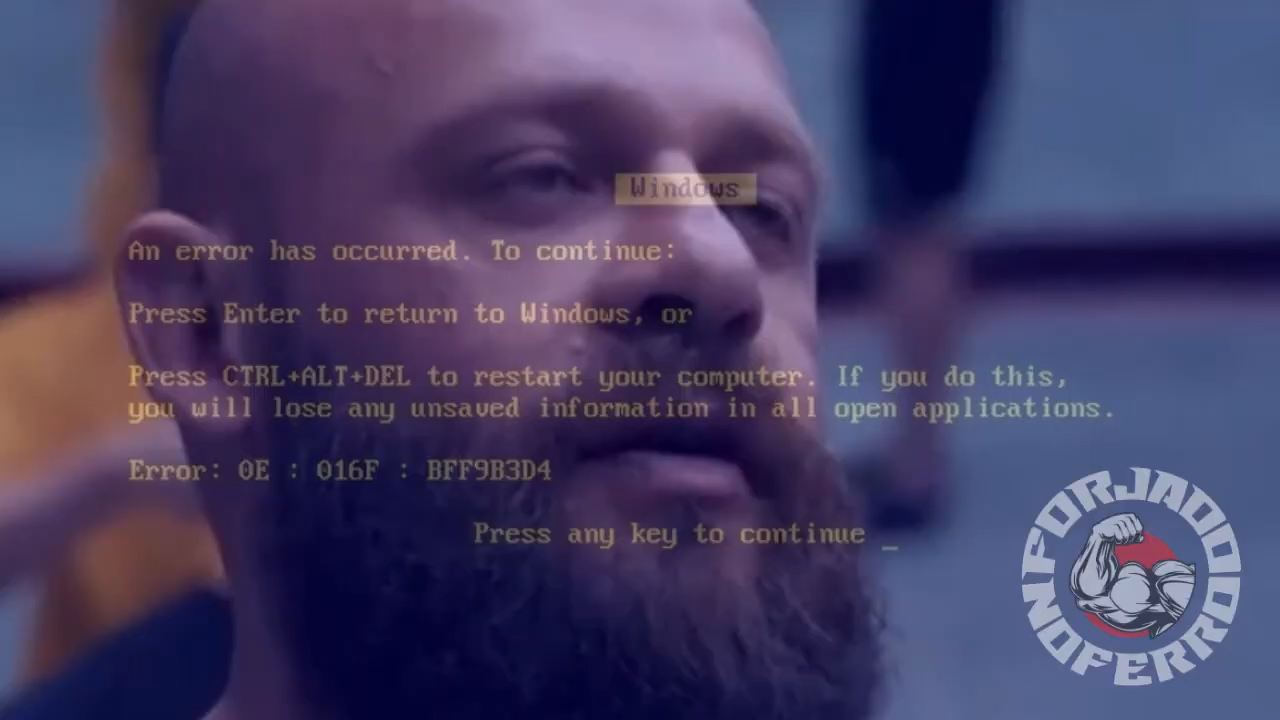 Windows
An error has occurred. To continue:
Press Enter to return to Windows, or
Press CTRL+ALT+DEL to restart your computer. If you do this,
you will lose any unsaved information in all open applications.
Error: 0E : 016F : BFF9B3D4
Press any key to continue _
FORJADO
NO FERRO